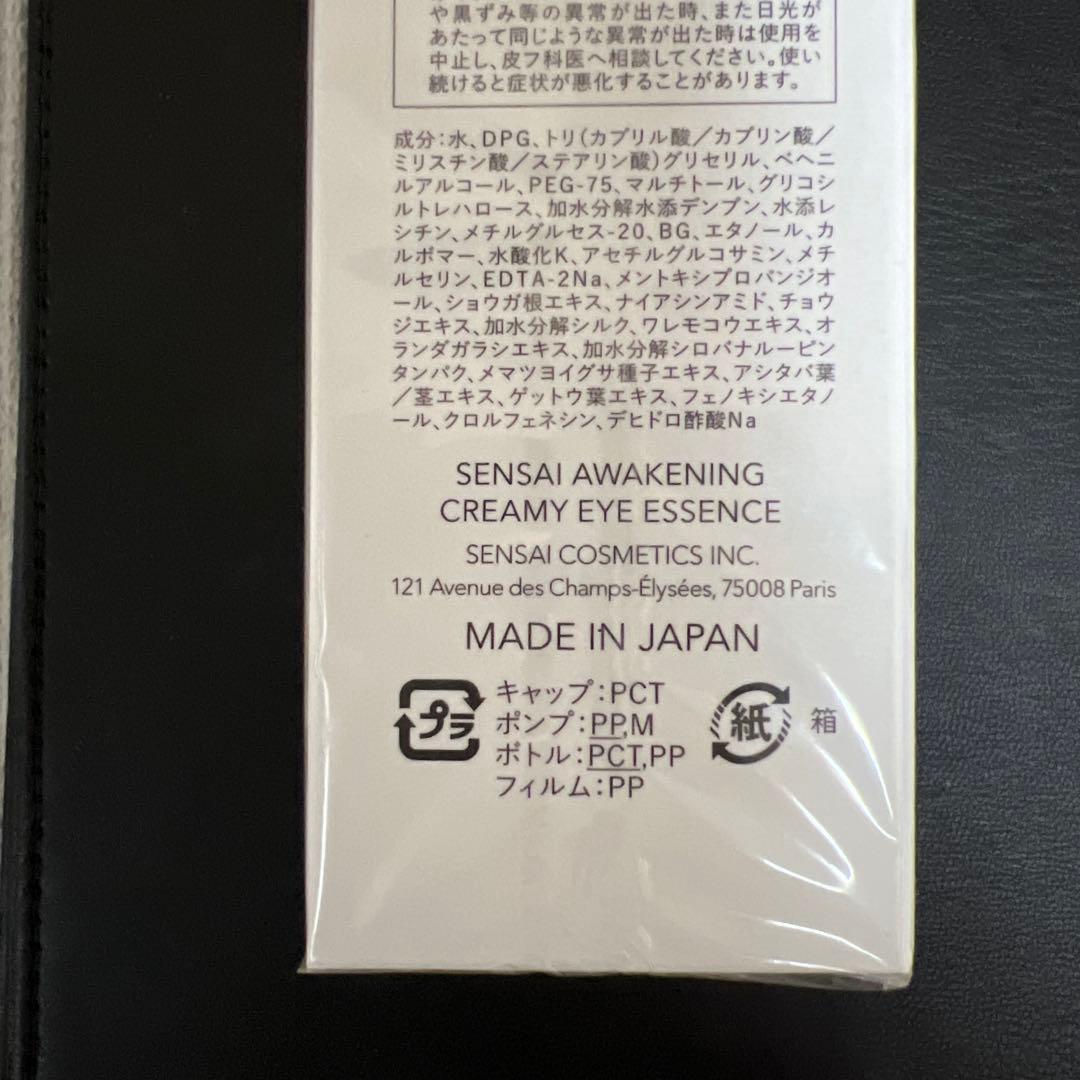 や黒ずみ等の異常が出た時、また日光が
あたって同じような異常が出た時は使用を
中止し、皮フ科医へ相談してください。使い
続けると症状が悪化することがあります。
成分：水、DPG、トリ（カプリル酸／カプリン酸／
ミリスチン酸／ステアリン酸）グリセリル、ベヘニ
ルアルコール、PEG-75、マルチトール、グリコシ
ルトレハロース、加水分解水添デンプン、水添レ
シチン、メチルグルセス-20、BG、エタノール、カ
ルボマー、水酸化K、アセチルグルコサミン、メチ
ルセリン、EDTA-2Na、メントキシプロパンジオ
ール、ショウガ根エキス、ナイアシンアミド、チョウ
ジエキス、加水分解シルク、ワレモコウエキス、オ
ランダガラシエキス、加水分解シロバナルーピン
タンパク、メマツヨイグサ種子エキス、アシタバ葉
／茎エキス、ゲットウ葉エキス、フェノキシエタノ
ール、クロルフェネシン、デヒドロ酢酸Na
SENSAI AWAKENING
CREAMY EYE ESSENCE
SENSAI COSMETICS INC.
121 Avenue des Champs-Élysées, 75008 Paris
MADE IN JAPAN
プラ
キャップ：PCT
ポンプ：PP,M
ボトル：PCT,PP
フィルム：PP
紙 箱